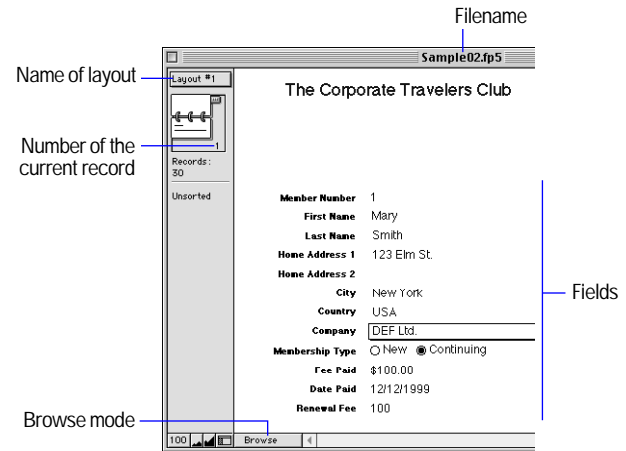 Filename
Sample02.fp5
Name of layout
Layout #1
The Corporate Travelers Club
Number of the
current record
1
Records:
30
Unsorted
Member Number 1
First Name Mary
Last Name Smith
Home Address 1 123 Elm St.
Home Address 2
City New York
Country USA
Company DEF Ltd.
Membership Type New Continuing
Fee Paid $100.00
Date Paid 12/12/1999
Renewal Fee 100
Fields
Browse mode
100 Browse